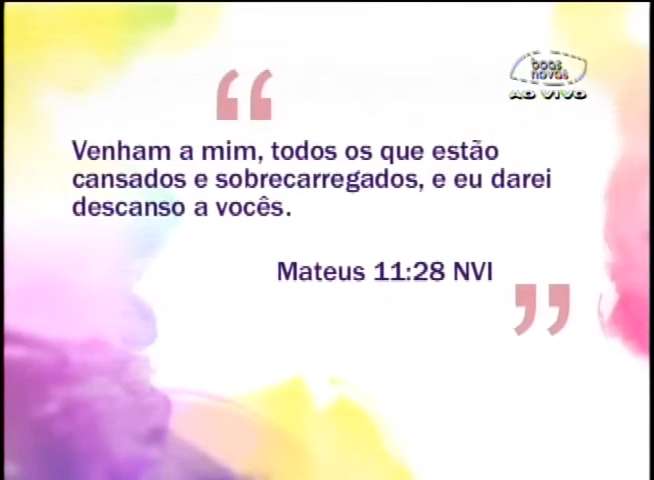 boas
novas
AO VIVO
“
Venham a mim, todos os que estão
cansados e sobrecarregados, e eu darei
descanso a vocês.
Mateus 11:28 NVI
”